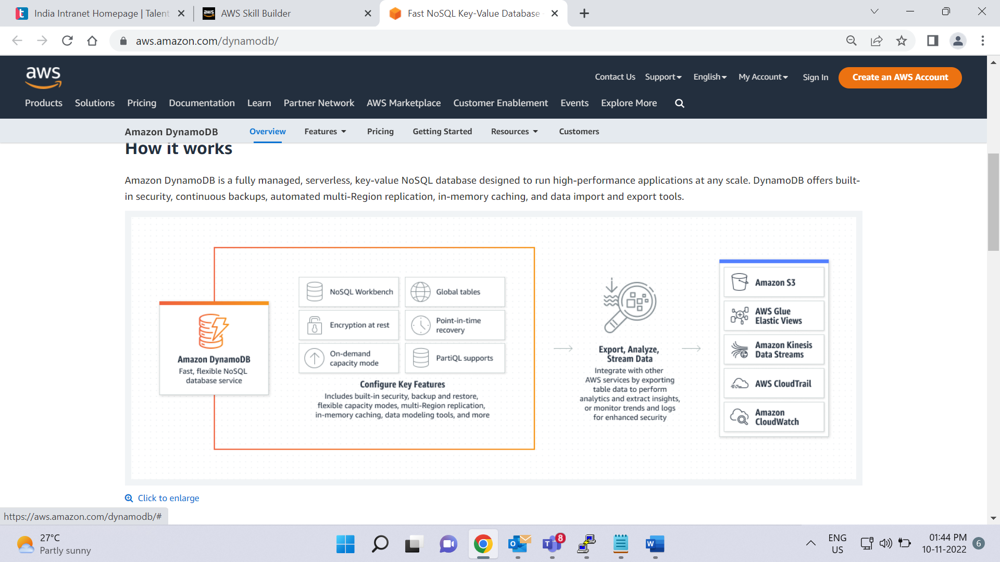 India Intranet Homepage | Talent
AWS Skill Builder
Fast NoSQL Key-Value Database
aws.amazon.com/dynamodb/
aws
Contact Us Support English My Account Sign In Create an AWS Account
Products Solutions Pricing Documentation Learn Partner Network AWS Marketplace Customer Enablement Events Explore More
Amazon DynamoDB Overview Features Pricing Getting Started Resources Customers
How it works
Amazon DynamoDB is a fully managed, serverless, key-value NoSQL database designed to run high-performance applications at any scale. DynamoDB offers built-
in security, continuous backups, automated multi-Region replication, in-memory caching, and data import and export tools.
Amazon DynamoDB
Fast, flexible NoSQL
database service
NoSQL Workbench
Global tables
Encryption at rest
Point-in-time
recovery
On-demand
capacity mode
PartiQL supports
Configure Key Features
Includes built-in security, backup and restore,
flexible capacity modes, multi-Region replication,
in-memory caching, data modeling tools, and more
Export, Analyze,
Stream Data
Integrate with other
AWS services by exporting
table data to perform
analytics and extract insights,
or monitor trends and logs
for enhanced security
Amazon S3
AWS Glue
Elastic Views
Amazon Kinesis
Data Streams
AWS CloudTrail
Amazon
CloudWatch
Click to enlarge
https://aws.amazon.com/dynamodb/#
27°C
Partly sunny
8
ENG
US
01:44 PM
10-11-2022
6